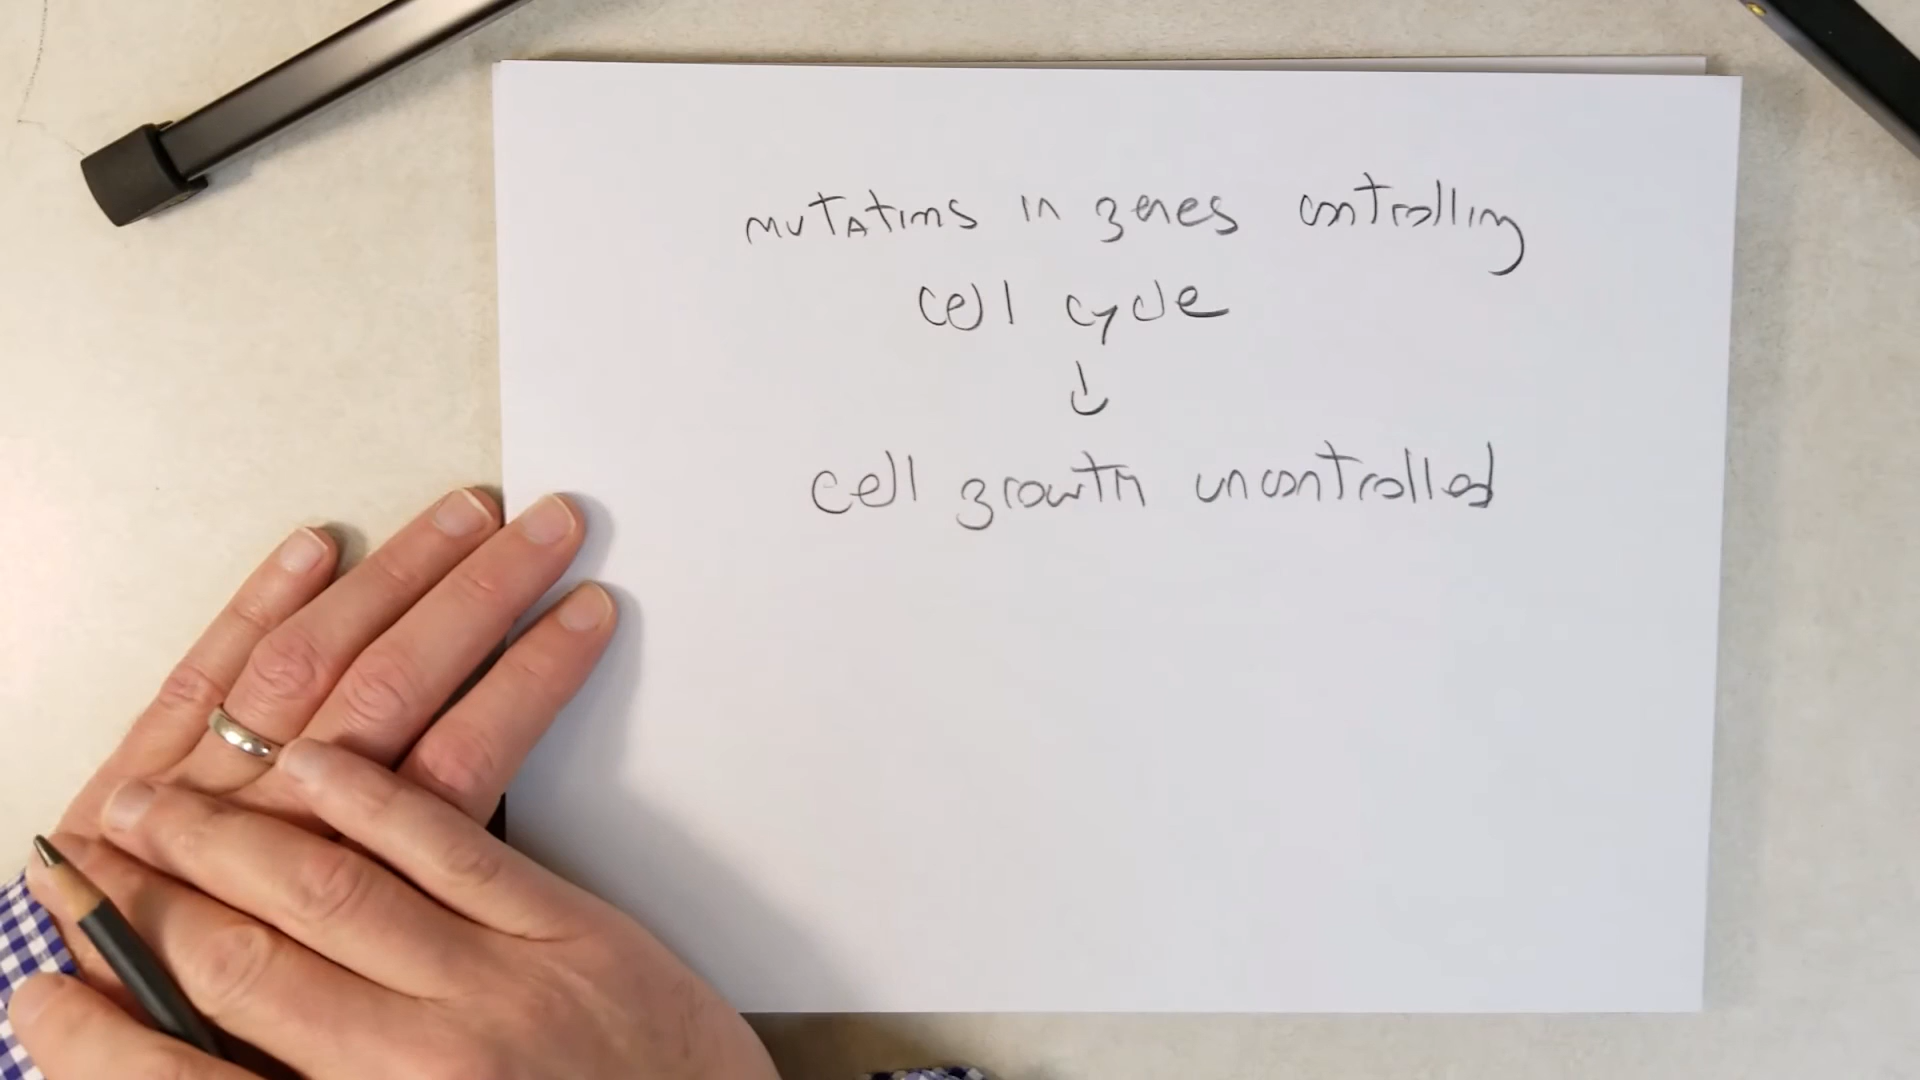 mutations in genes controlling
cell cycle
↓
cell growth uncontrolled